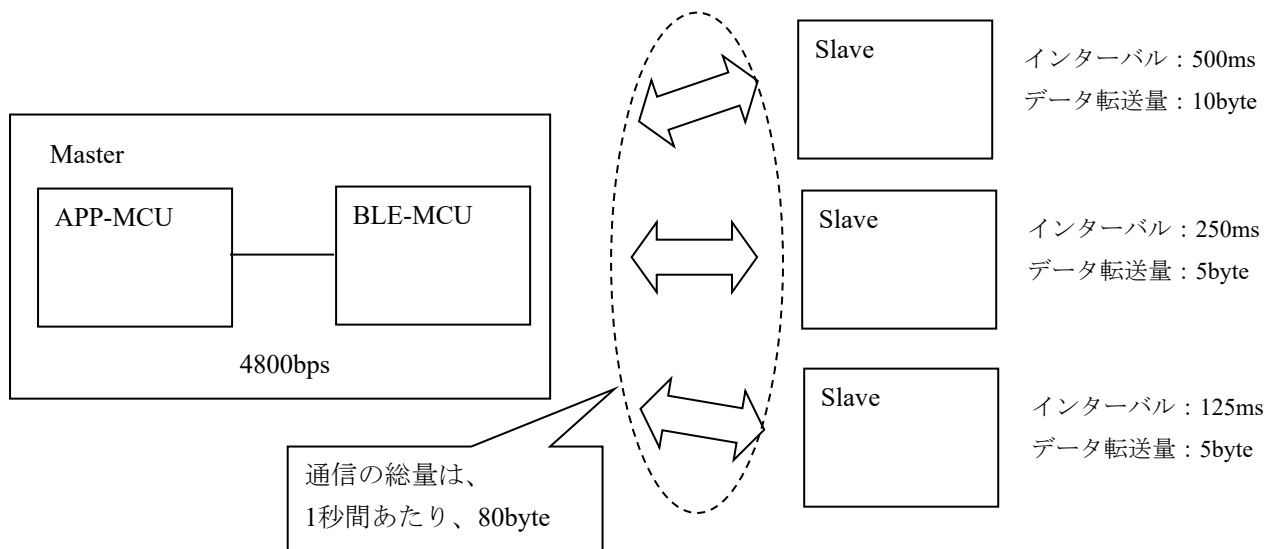 Master
APP-MCU
BLE-MCU
4800bps
通信の総量は、
1秒間あたり、80byte
Slave
インターバル：500ms
データ転送量：10byte
Slave
インターバル：250ms
データ転送量：5byte
Slave
インターバル：125ms
データ転送量：5byte